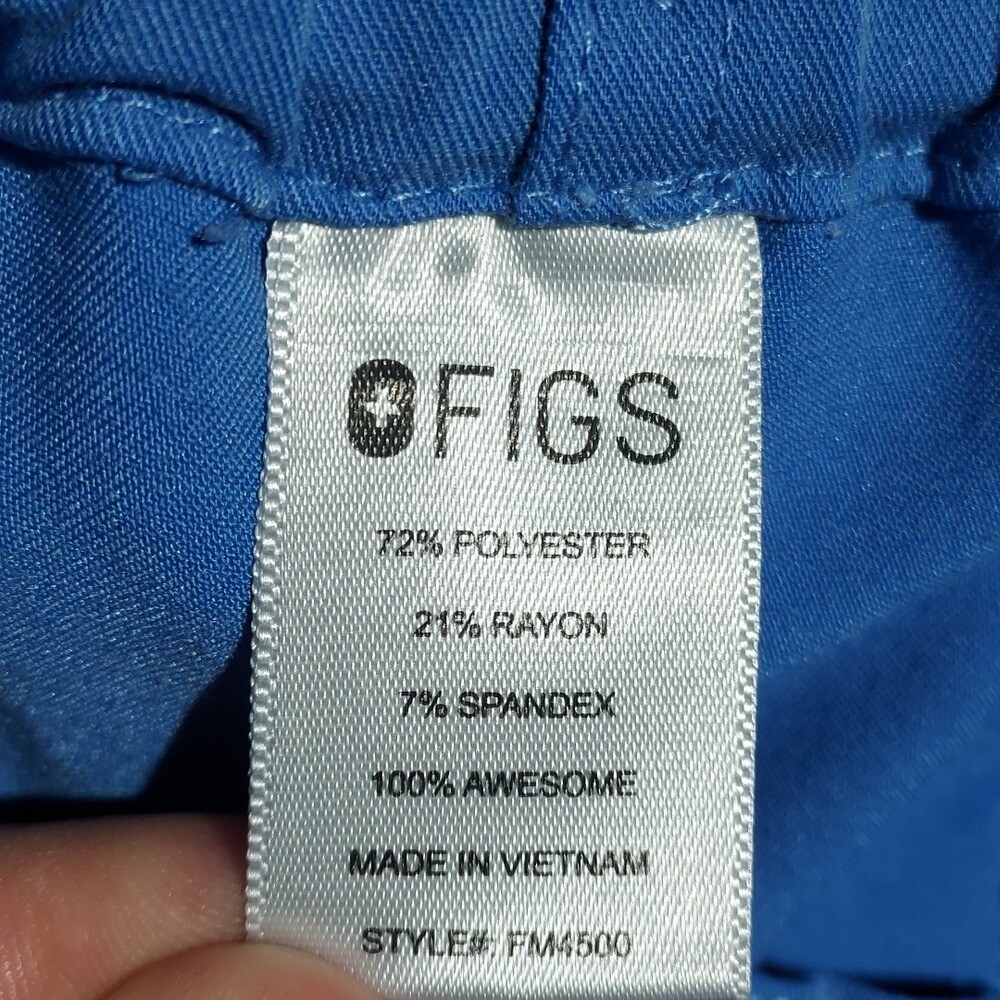 FIGS
72% POLYESTER
21% RAYON
7% SPANDEX
100% AWESOME
MADE IN VIETNAM
STYLE#: FM4500